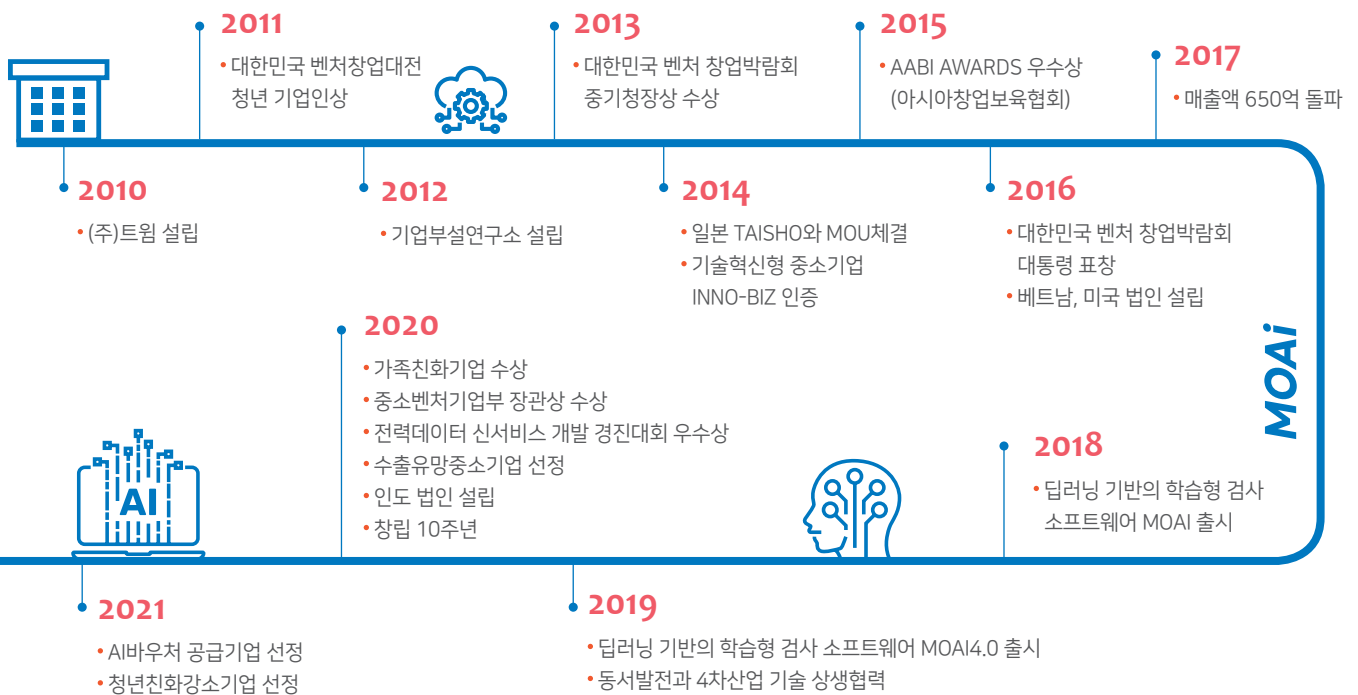 2010
• (주)트윔 설립
2011
• 대한민국 벤처창업대전
청년 기업인상
2012
• 기업부설연구소 설립
2013
• 대한민국 벤처 창업박람회
중기청장상 수상
2014
• 일본 TAISHO와 MOU체결
• 기술혁신형 중소기업
INNO-BIZ 인증
2015
• AABI AWARDS 우수상
(아시아창업보육협회)
2016
• 대한민국 벤처 창업박람회
대통령 표창
• 베트남, 미국 법인 설립
2017
• 매출액 650억 돌파
MOAi
2018
• 딥러닝 기반의 학습형 검사
소프트웨어 MOAI 출시
2019
• 딥러닝 기반의 학습형 검사 소프트웨어 MOAI4.0 출시
• 동서발전과 4차산업 기술 상생협력
2020
• 가족친화기업 수상
• 중소벤처기업부 장관상 수상
• 전력데이터 신서비스 개발 경진대회 우수상
• 수출유망중소기업 선정
• 인도 법인 설립
• 창립 10주년
AI
2021
• AI바우처 공급기업 선정
• 청년친화강소기업 선정